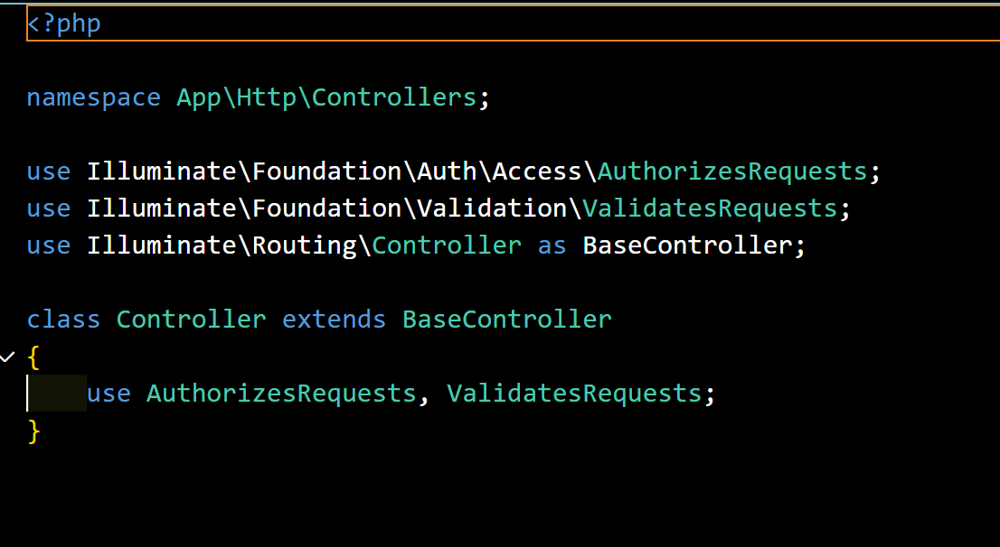 <?php
namespace App\Http\Controllers;
use Illuminate\Foundation\Auth\Access\AuthorizesRequests;
use Illuminate\Foundation\Validation\ValidatesRequests;
use Illuminate\Routing\Controller as BaseController;
class Controller extends BaseController
{
    use AuthorizesRequests, ValidatesRequests;
}